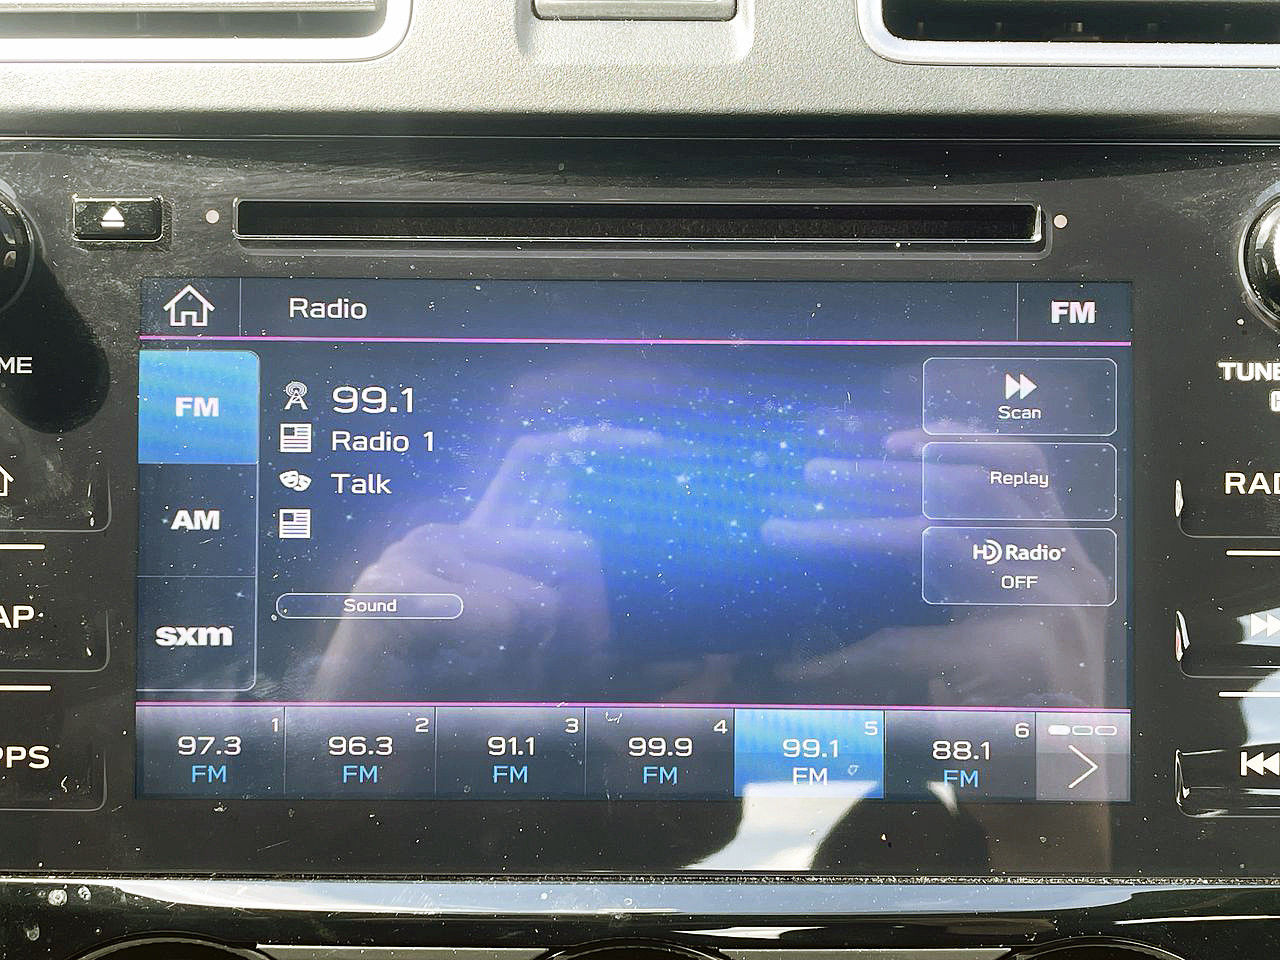 Radio
FM
ME
TUNE
FM
99.1
Radio 1
Talk
Scan
Replay
HD Radio
OFF
AM
RAD
AP
sxm
Sound
PPS
1
97.3
FM
2
96.3
FM
3
91.1
FM
4
99.9
FM
5
99.1
FM
6
88.1
FM